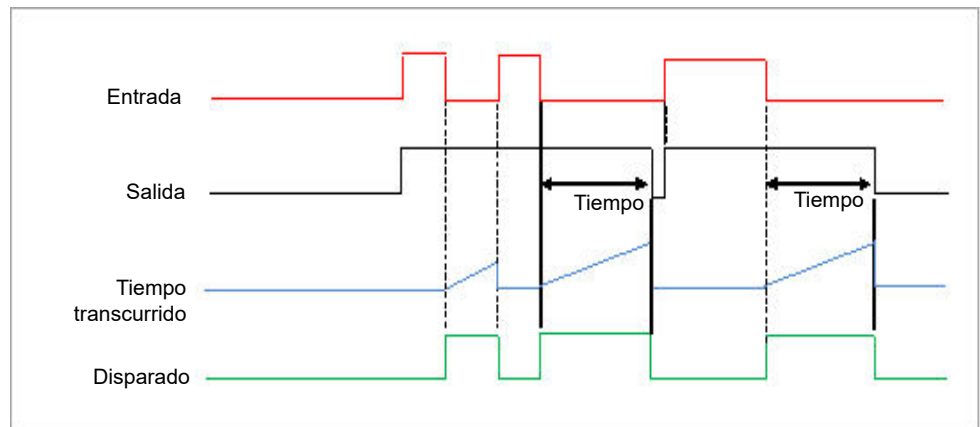 Entrada
Salida
Tiempo
Tiempo
Tiempo
transcurrido
Disparado